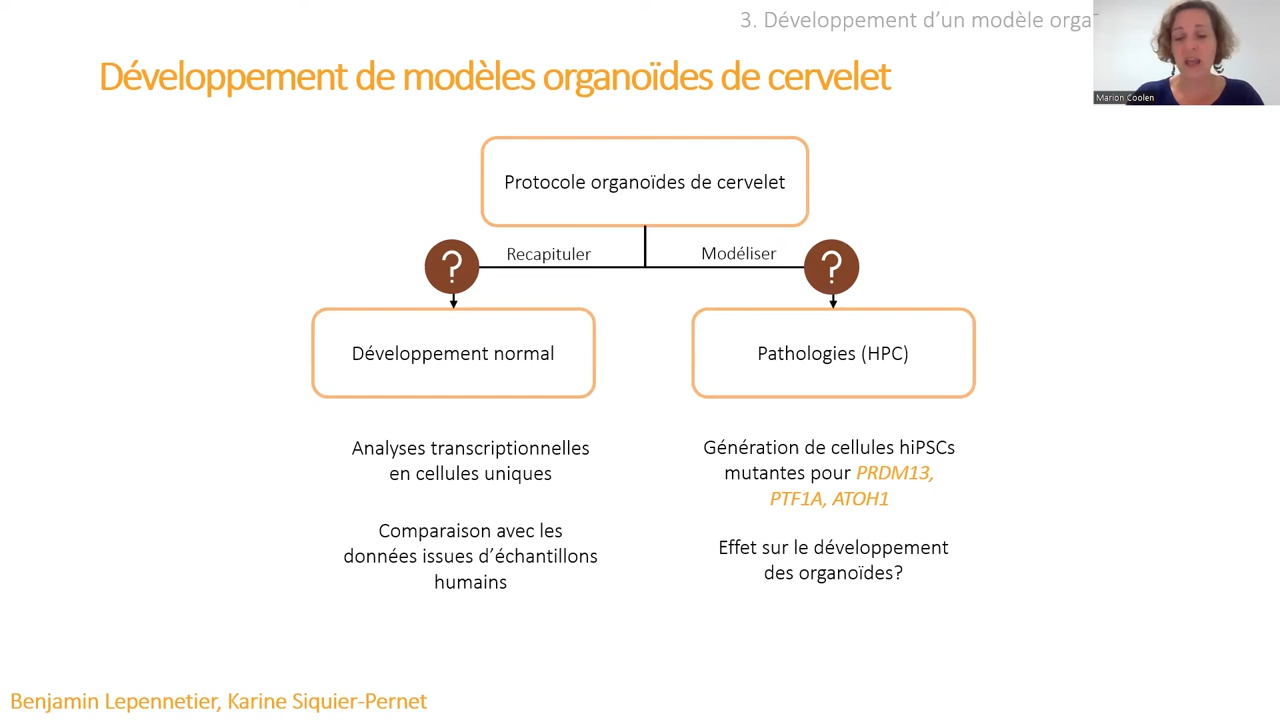 3. Développement d’un modèle orga
Développement de modèles organoïdes de cervelet
Marion Coolen
Protocole organoïdes de cervelet
?
Recapituler
Modéliser
?
Développement normal
Pathologies (HPC)
Analyses transcriptionnelles
en cellules uniques
Comparaison avec les
données issues d’échantillons
humains
Génération de cellules hiPSCs
mutantes pour PRDM13,
PTF1A, ATOH1
Effet sur le développement
des organoïdes?
Benjamin Lepennetier, Karine Siquier-Pernet